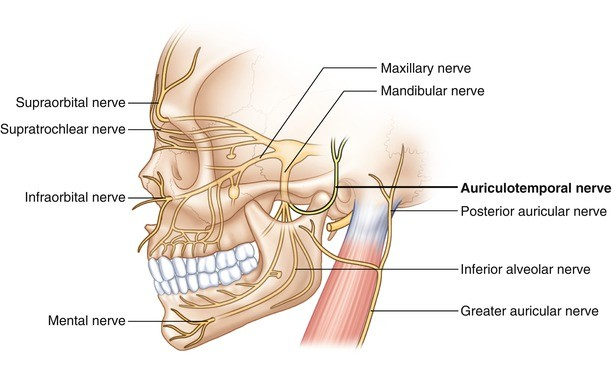 Maxillary nerve
Mandibular nerve
Supraorbital nerve
Supratrochlear nerve
Auriculotemporal nerve
Infraorbital nerve
Posterior auricular nerve
Inferior alveolar nerve
Greater auricular nerve
Mental nerve